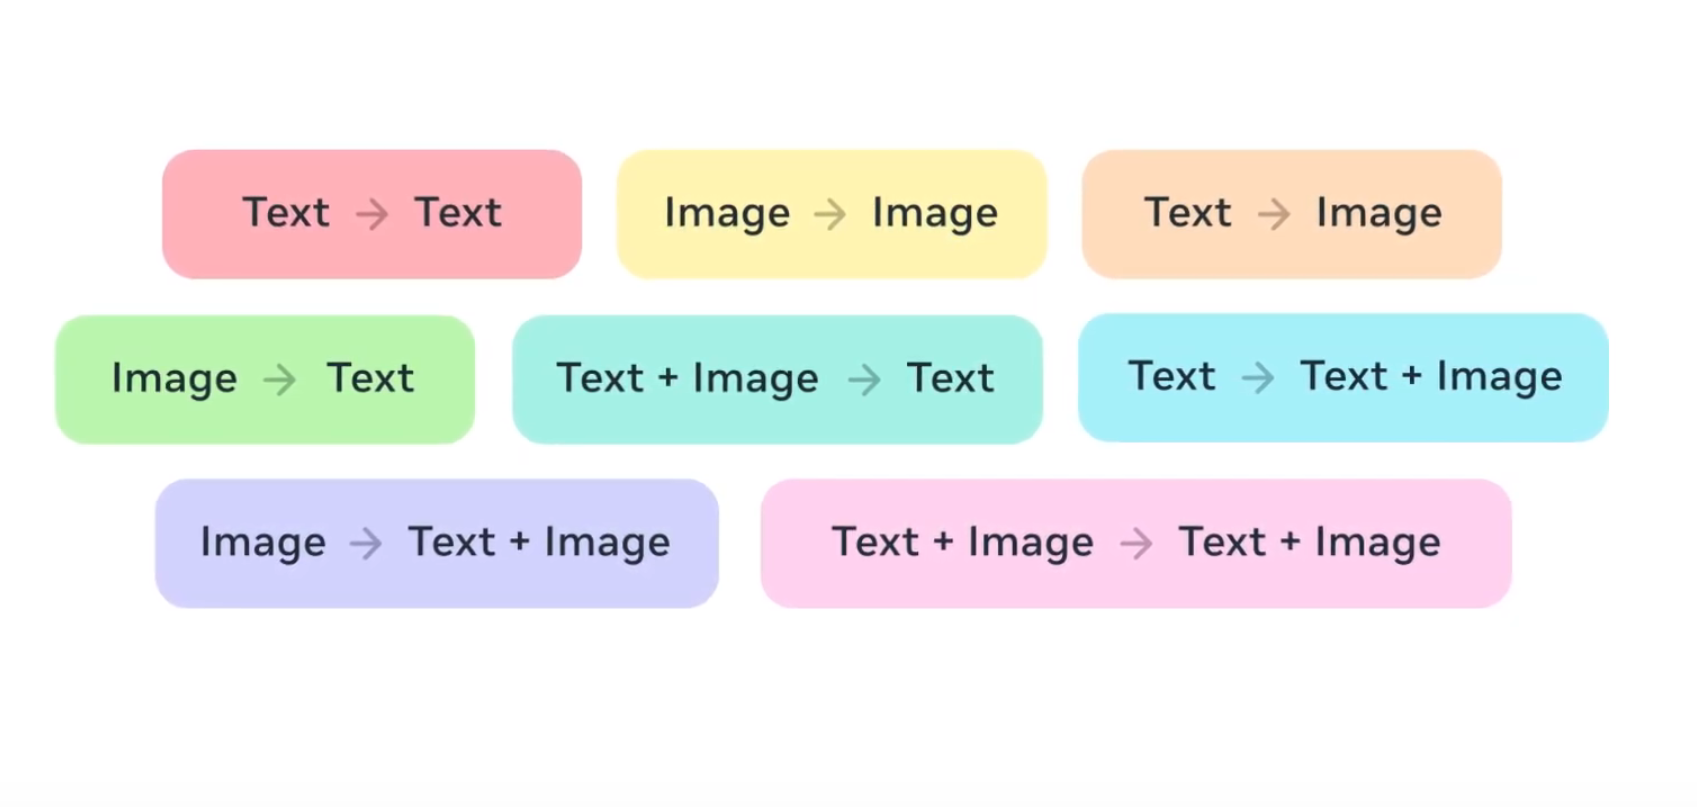 Text → Text
Image → Image
Text → Image
Image → Text
Text + Image → Text
Text → Text + Image
Image → Text + Image
Text + Image → Text + Image